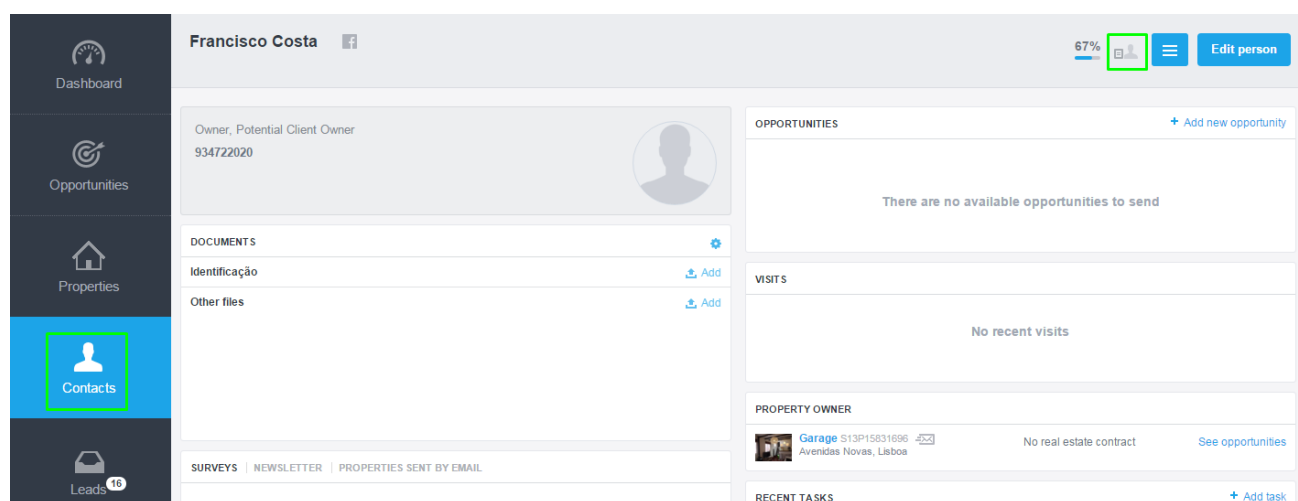 Dashboard
Opportunities
Properties
Contacts
Leads 16
Francisco Costa
67%
Edit person
Owner, Potential Client Owner
934722020
DOCUMENTS
Identificação Add
Other files Add
SURVEYS | NEWSLETTER | PROPERTIES SENT BY EMAIL
OPPORTUNITIES + Add new opportunity
There are no available opportunities to send
VISITS
No recent visits
PROPERTY OWNER
Garage S13P15831696 No real estate contract See opportunities
Avenidas Novas, Lisboa
RECENT TASKS + Add task